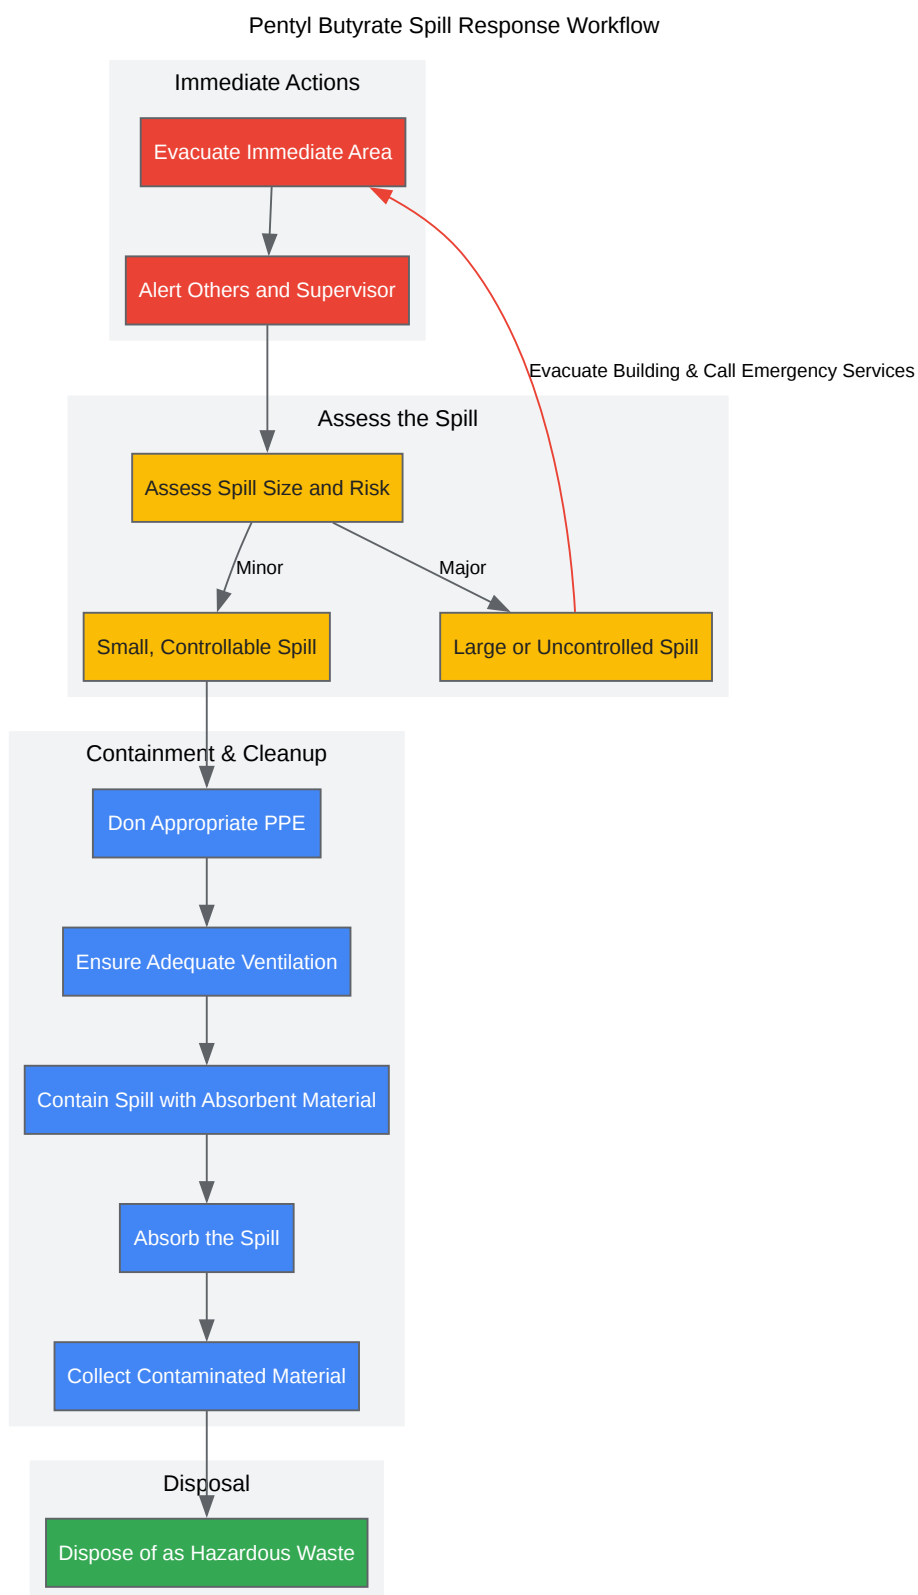 Pentyl Butyrate Spill Response Workflow
Immediate Actions
Evacuate Immediate Area
Alert Others and Supervisor
Evacuate Building & Call Emergency Services
Assess the Spill
Assess Spill Size and Risk
Minor
Major
Small, Controllable Spill
Large or Uncontrolled Spill
Containment & Cleanup
Don Appropriate PPE
Ensure Adequate Ventilation
Contain Spill with Absorbent Material
Absorb the Spill
Collect Contaminated Material
Disposal
Dispose of as Hazardous Waste